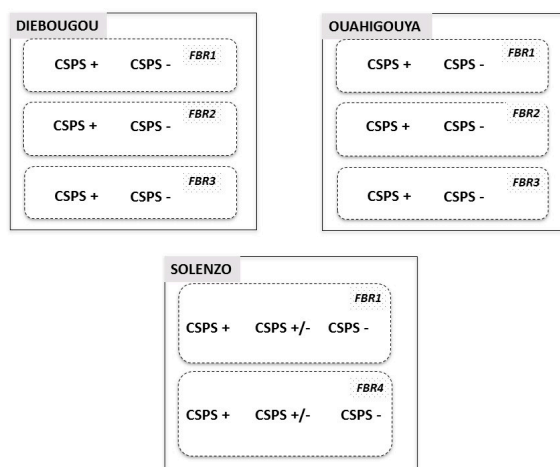 DIEBOUGOU
FBR1
CSPS + CSPS -
FBR2
CSPS + CSPS -
FBR3
CSPS + CSPS -
OUAHIGOUYA
FBR1
CSPS + CSPS -
FBR2
CSPS + CSPS -
FBR3
CSPS + CSPS -
SOLENZO
FBR1
CSPS + CSPS +/- CSPS -
FBR4
CSPS + CSPS +/- CSPS -